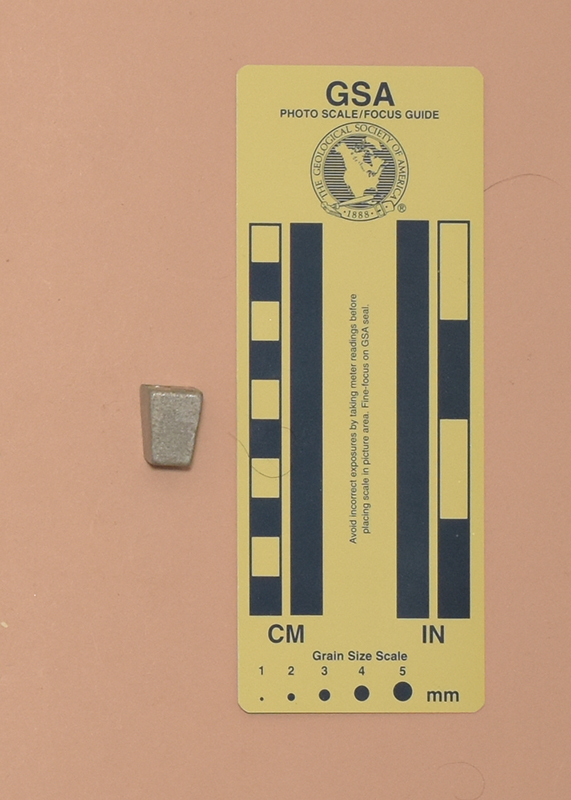 GSA
PHOTO SCALE/FOCUS GUIDE
THE GEOLOGICAL SOCIETY OF AMERICA
·1888·
®
Avoid incorrect exposures by taking meter readings before
placing scale in picture area. Fine-focus on GSA seal.
CM IN
Grain Size Scale
1 2 3 4 5
mm